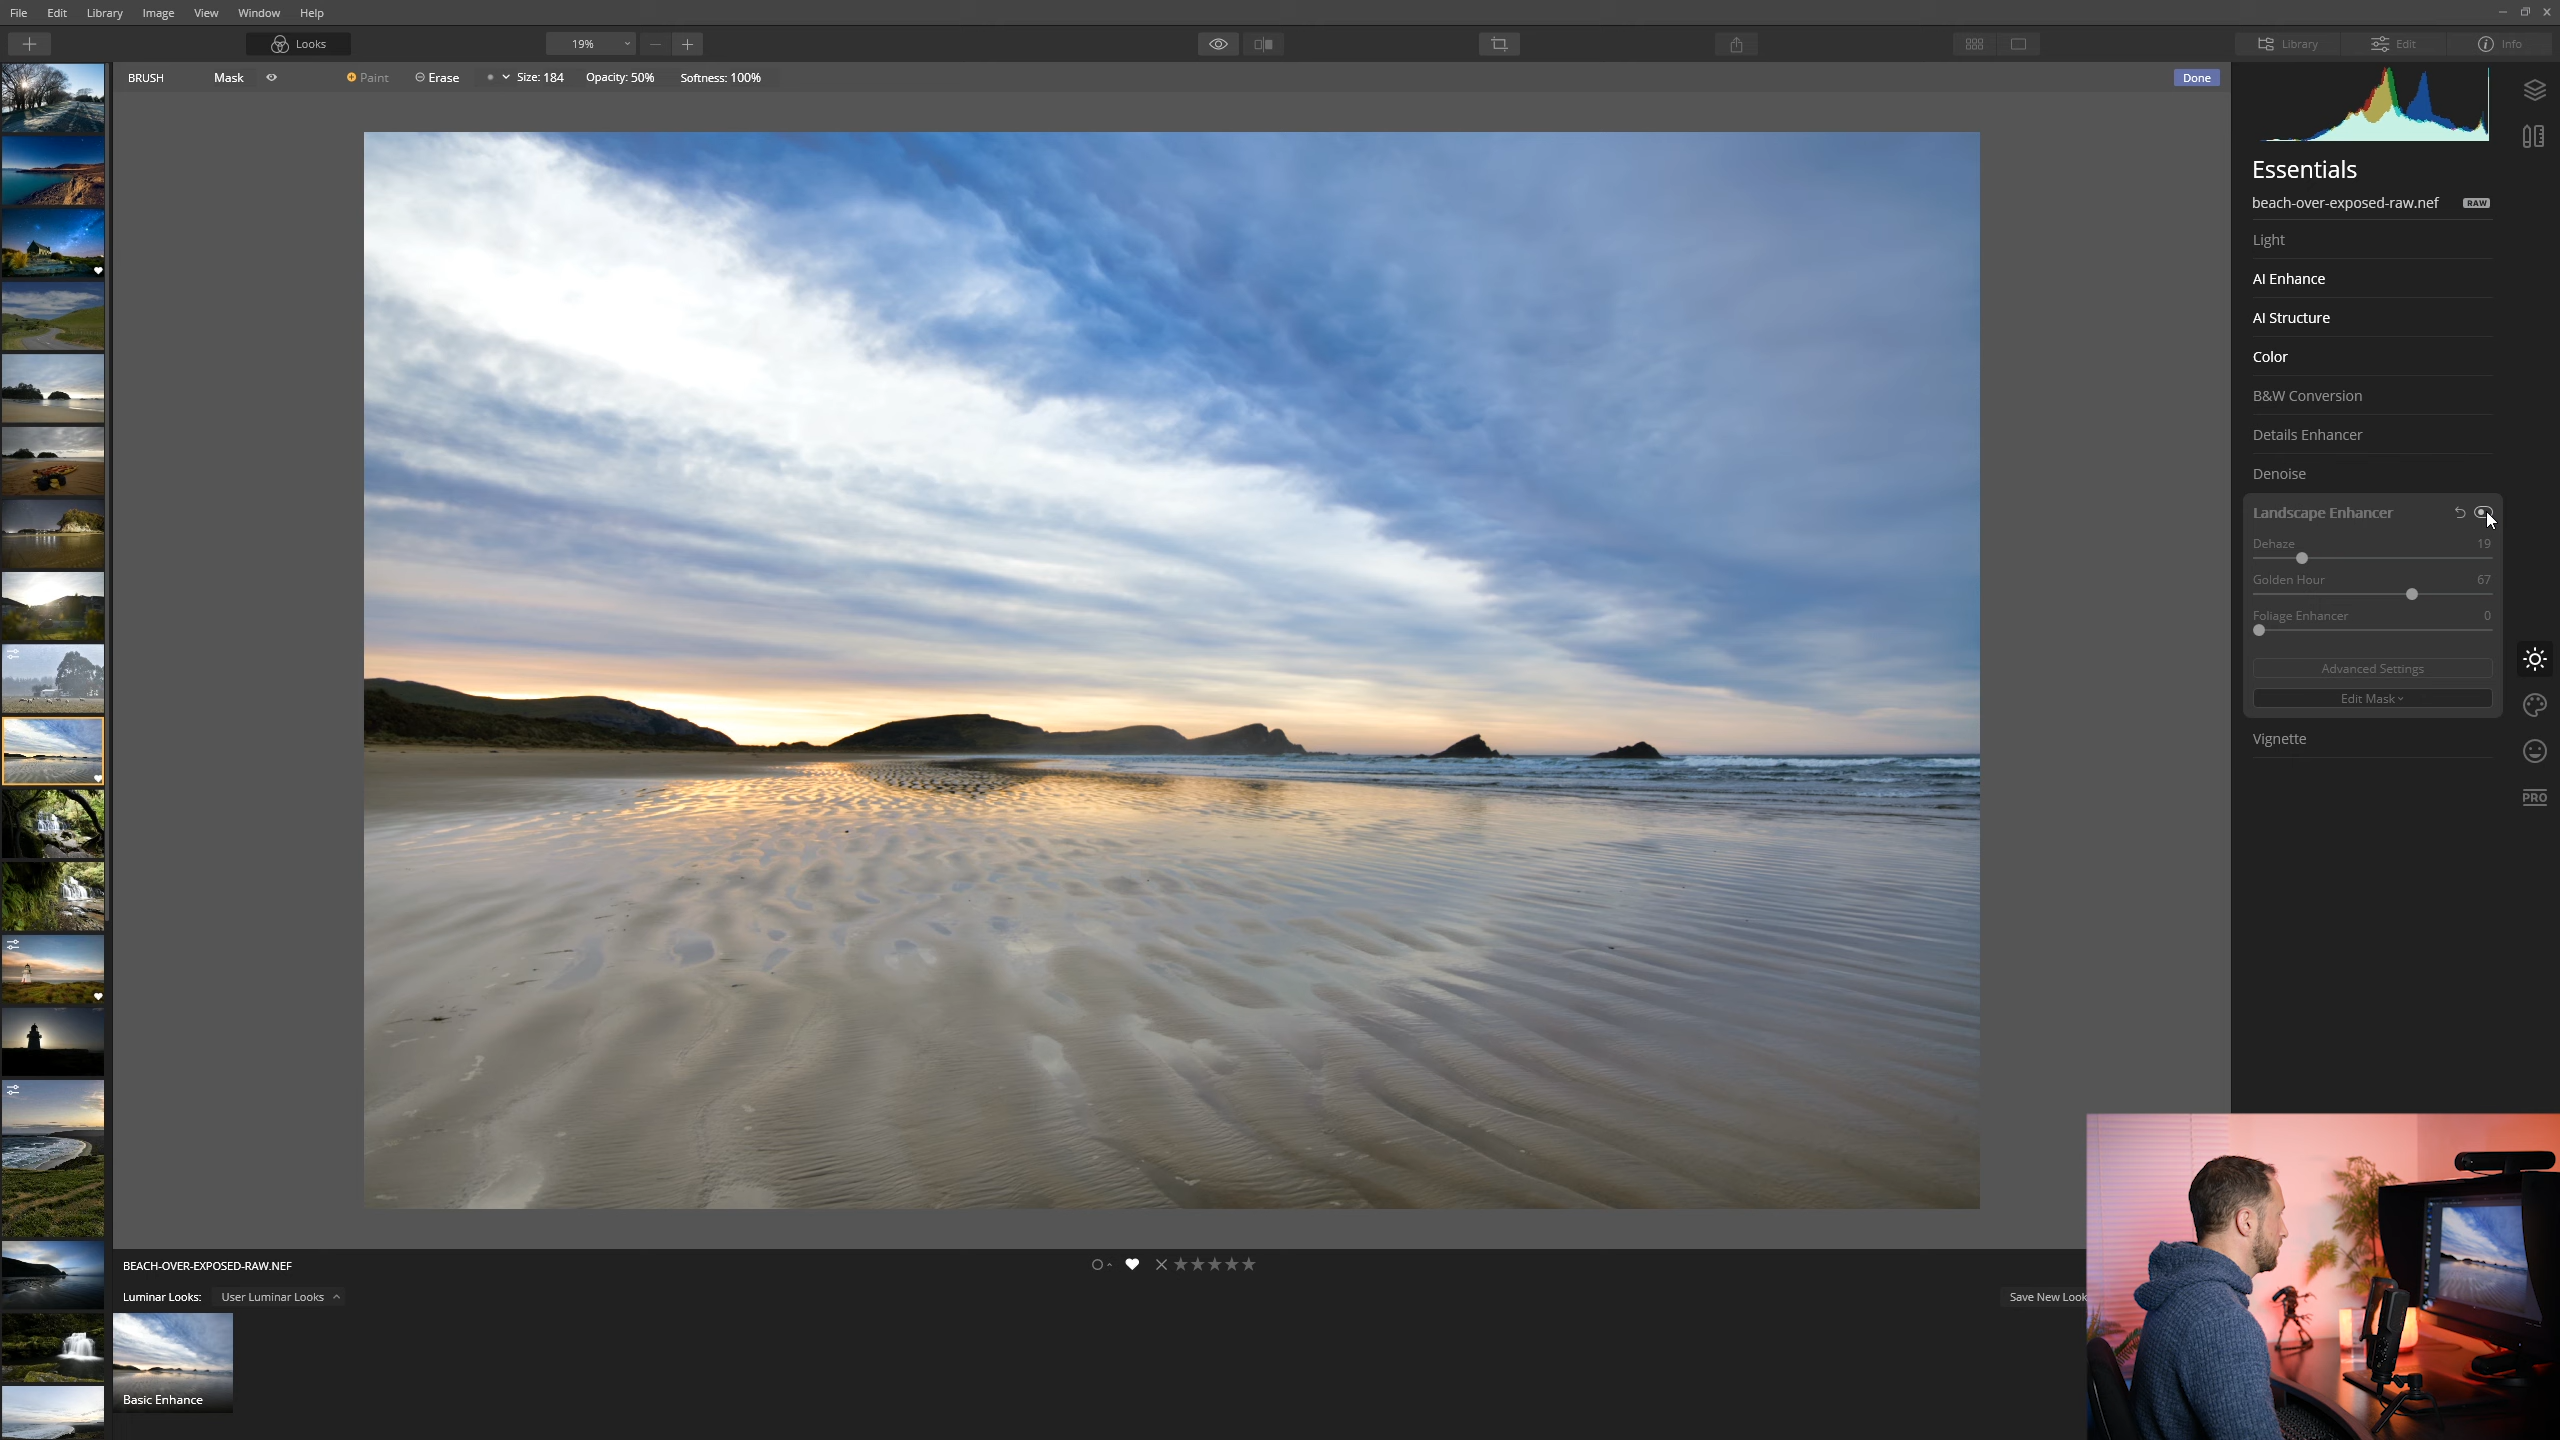 File Edit Library Image View Window Help
Looks 19% Library Edit Info
BRUSH Mask Paint Erase Size: 184 Opacity: 50% Softness: 100% Done
Essentials
beach-over-exposed-raw.nef RAW
Light
AI Enhance
AI Structure
Color
B&W Conversion
Details Enhancer
Denoise
Landscape Enhancer
Dehaze 19
Golden Hour 67
Foliage Enhancer 0
Advanced Settings
Edit Mask
Vignette
PRO
BEACH-OVER-EXPOSED-RAW.NEF
Luminar Looks: User Luminar Looks Save New Look
Basic Enhance